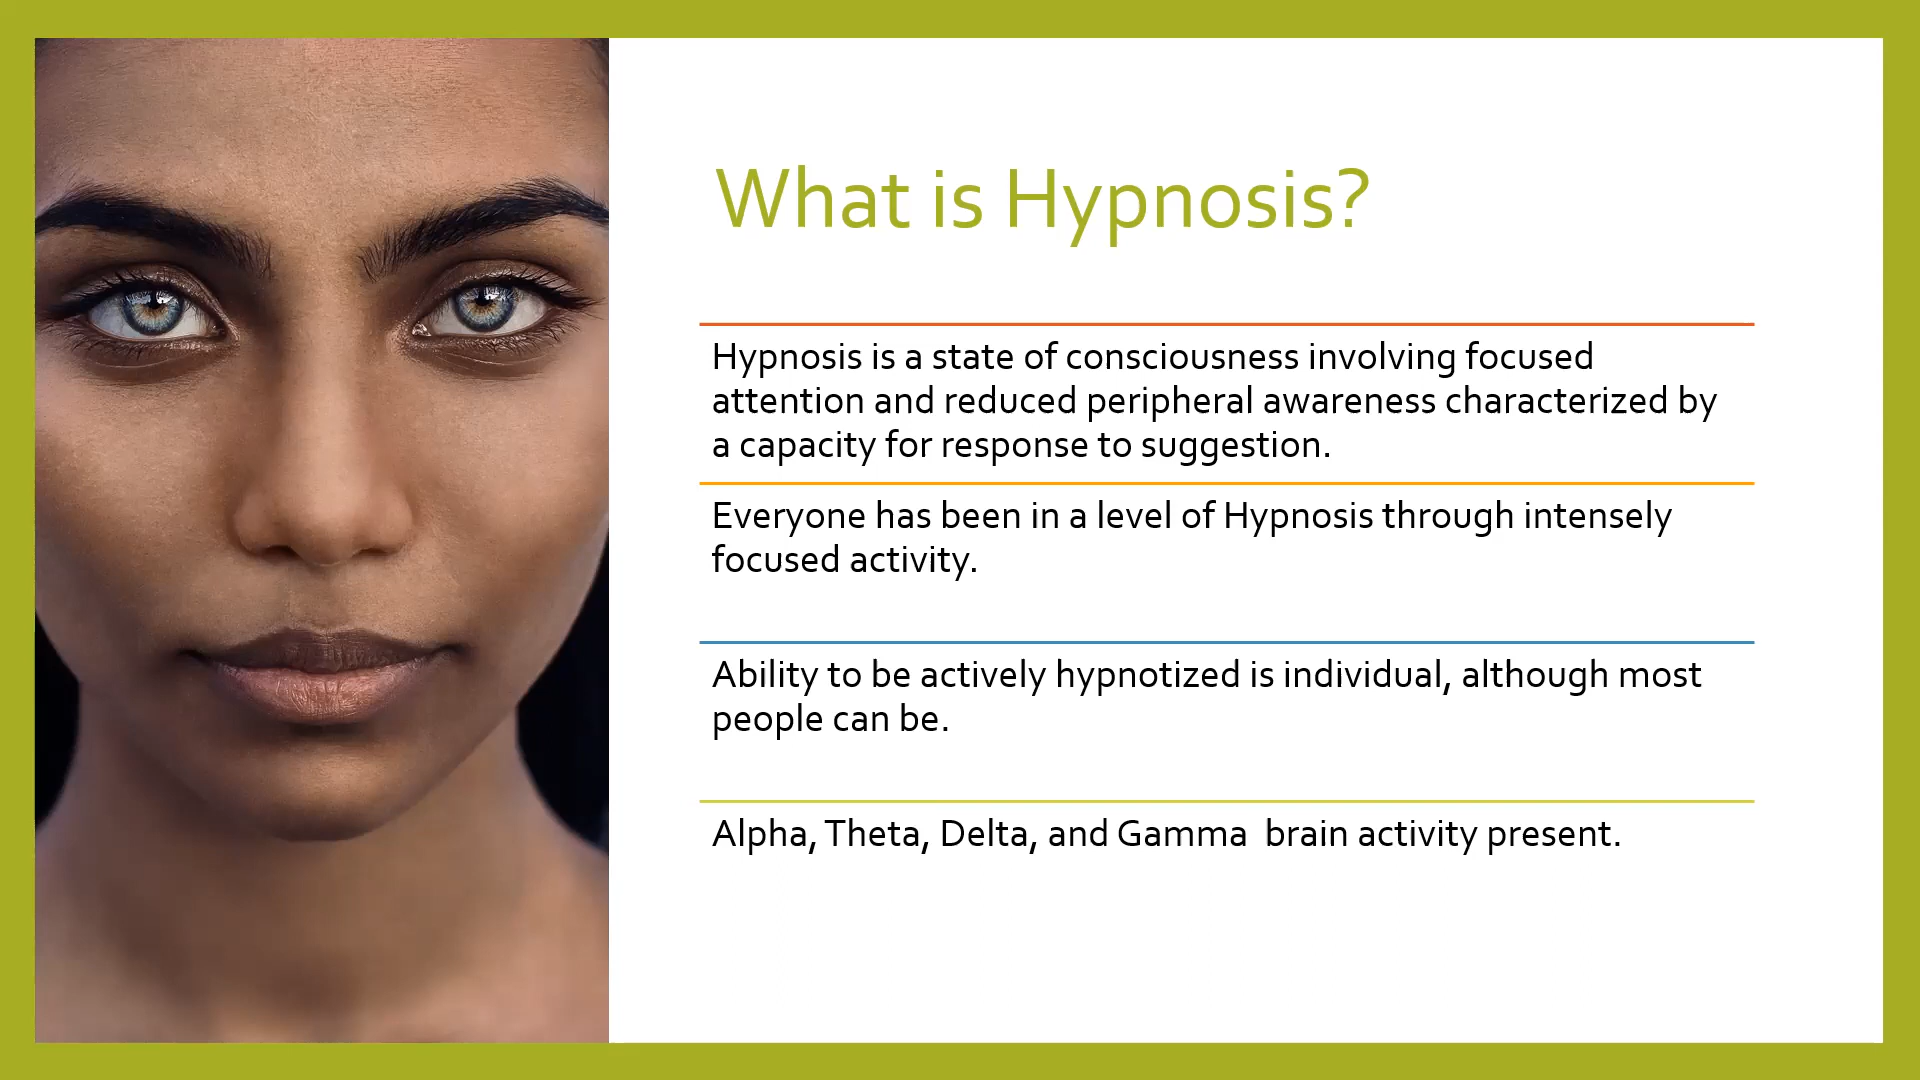 What is Hypnosis?
Hypnosis is a state of consciousness involving focused
attention and reduced peripheral awareness characterized by
a capacity for response to suggestion.
Everyone has been in a level of Hypnosis through intensely
focused activity.
Ability to be actively hypnotized is individual, although most
people can be.
Alpha, Theta, Delta, and Gamma  brain activity present.